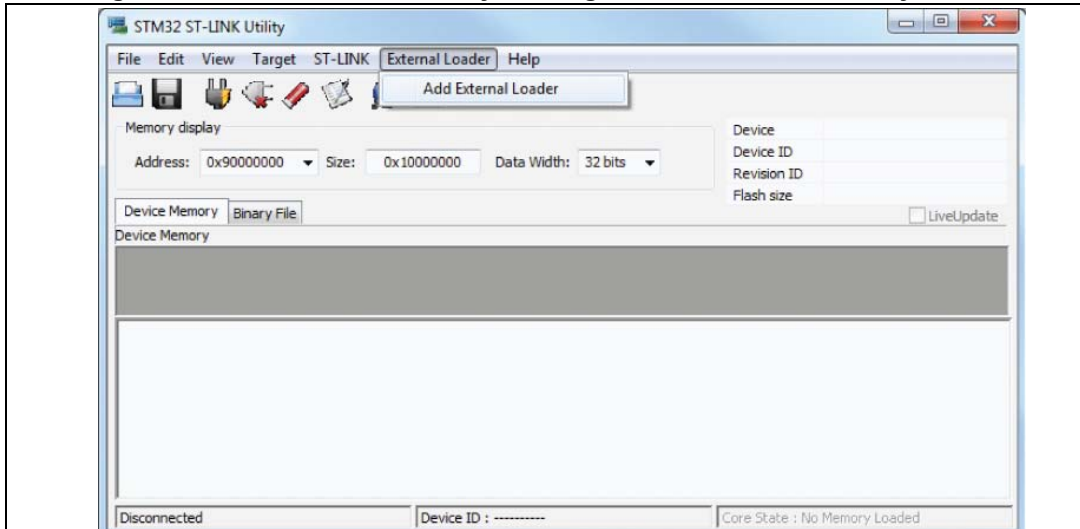 STM32 ST-LINK Utility
File Edit View Target ST-LINK External Loader Help
Add External Loader
Memory display
Address: 0x90000000 Size: 0x10000000 Data Width: 32 bits
Device
Device ID
Revision ID
Flash size
LiveUpdate
Device Memory Binary File
Device Memory
Disconnected Device ID : ---------- Core State : No Memory Loaded